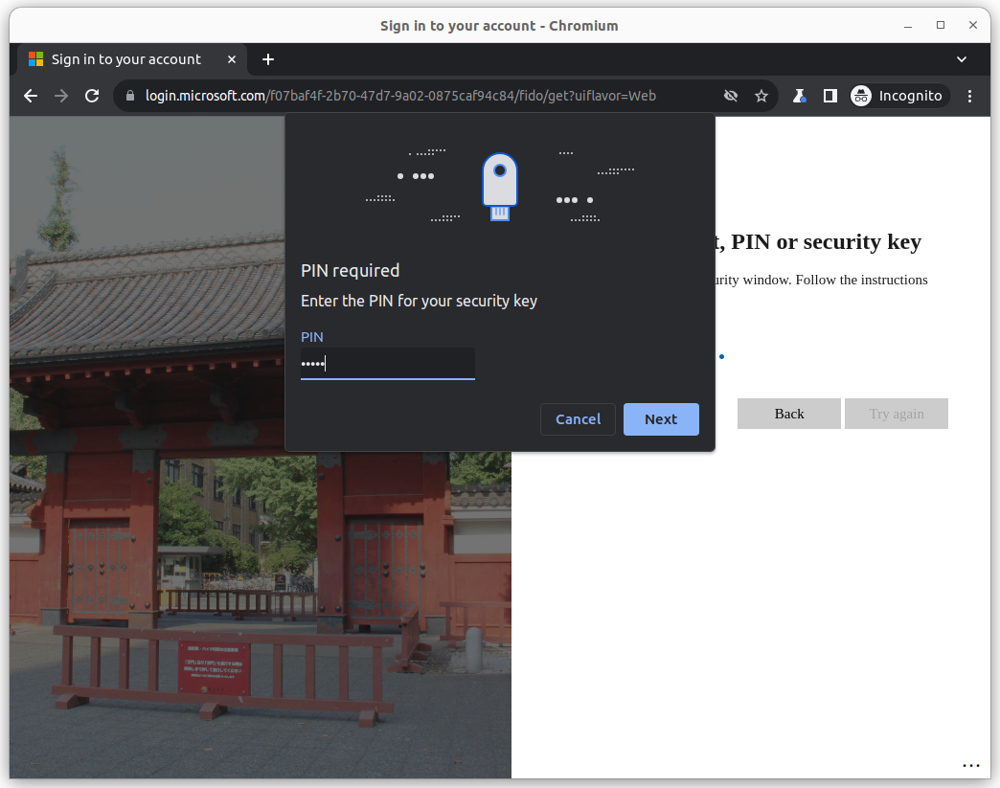 Sign in to your account - Chromium
Sign in to your account
login.microsoft.com/f07baf4f-2b70-47d7-9a02-0875caf94c84/fido/get?uiflavor=Web
Incognito
PIN required
Enter the PIN for your security key
PIN
•••••
Cancel
Next
, PIN or security key
window. Follow the instructions
Back
Try again